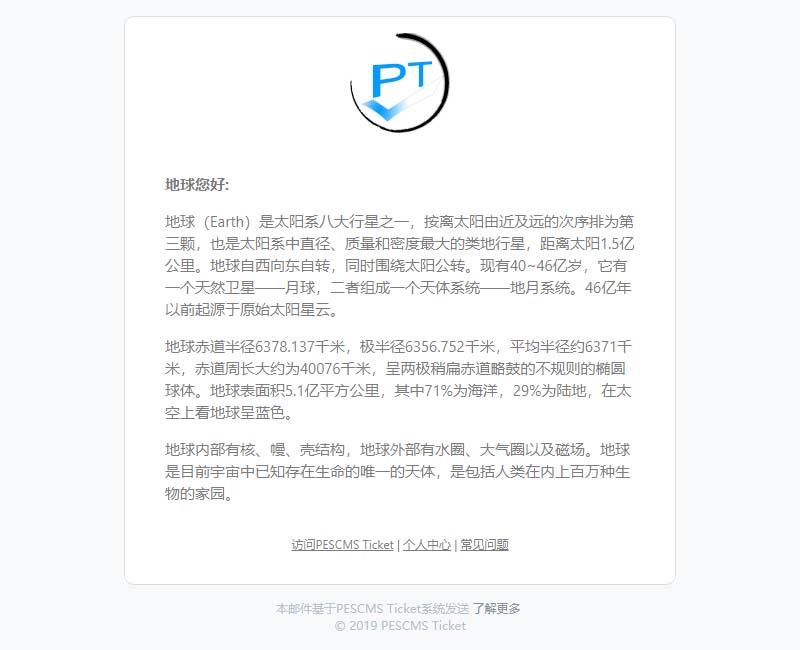 PT
地球您好:
地球（Earth）是太阳系八大行星之一，按离太阳由近及远的次序排为第
三颗，也是太阳系中直径、质量和密度最大的类地行星，距离太阳1.5亿
公里。地球自西向东自转，同时围绕太阳公转。现有40~46亿岁，它有
一个天然卫星——月球，二者组成一个天体系统——地月系统。46亿年
以前起源于原始太阳星云。
地球赤道半径6378.137千米，极半径6356.752千米，平均半径约6371千
米，赤道周长大约为40076千米，呈两极稍扁赤道略鼓的不规则的椭圆
球体。地球表面积5.1亿平方公里，其中71%为海洋，29%为陆地，在太
空上看地球呈蓝色。
地球内部有核、幔、壳结构，地球外部有水圈、大气圈以及磁场。地球
是目前宇宙中已知存在生命的唯一的天体，是包括人类在内上百万种生
物的家园。
访问PESCMS Ticket | 个人中心 | 常见问题
本邮件基于PESCMS Ticket系统发送 了解更多
© 2019 PESCMS Ticket